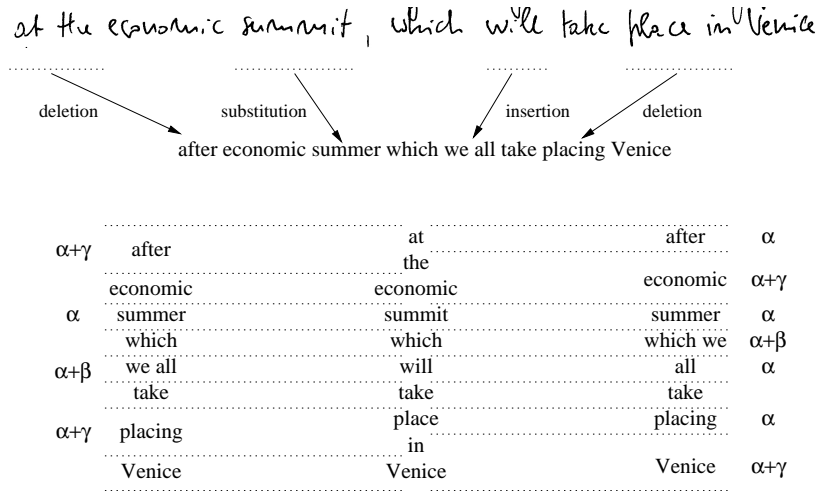 at the economic summit, which will take place in Venice
deletion substitution insertion deletion
after economic summer which we all take placing Venice
at after α
α+γ after
the
economic α+γ
economic economic
α summer summit summer α
which which which we α+β
α+β we all will all α
take take take
place placing α
α+γ placing
in
Venice Venice Venice α+γ